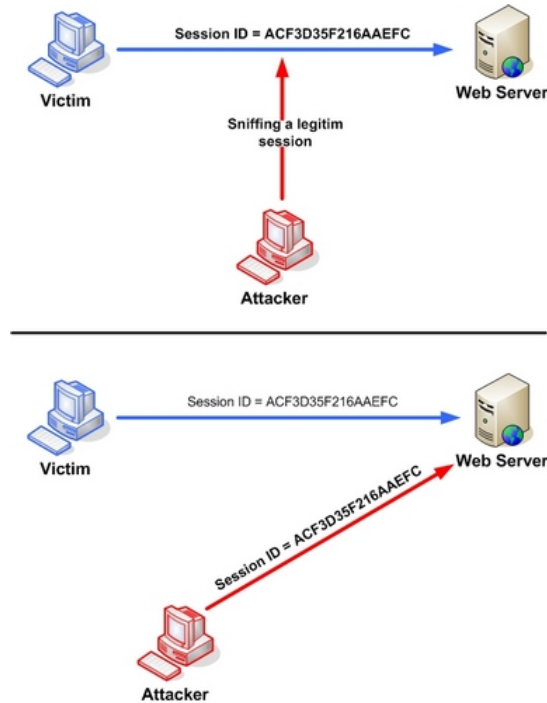 Session ID = ACF3D35F216AAEFC
Victim
Web Server
Sniffing a legitim
session
Attacker
Session ID = ACF3D35F216AAEFC
Victim
Web Server
Session ID = ACF3D35F216AAEFC
Attacker